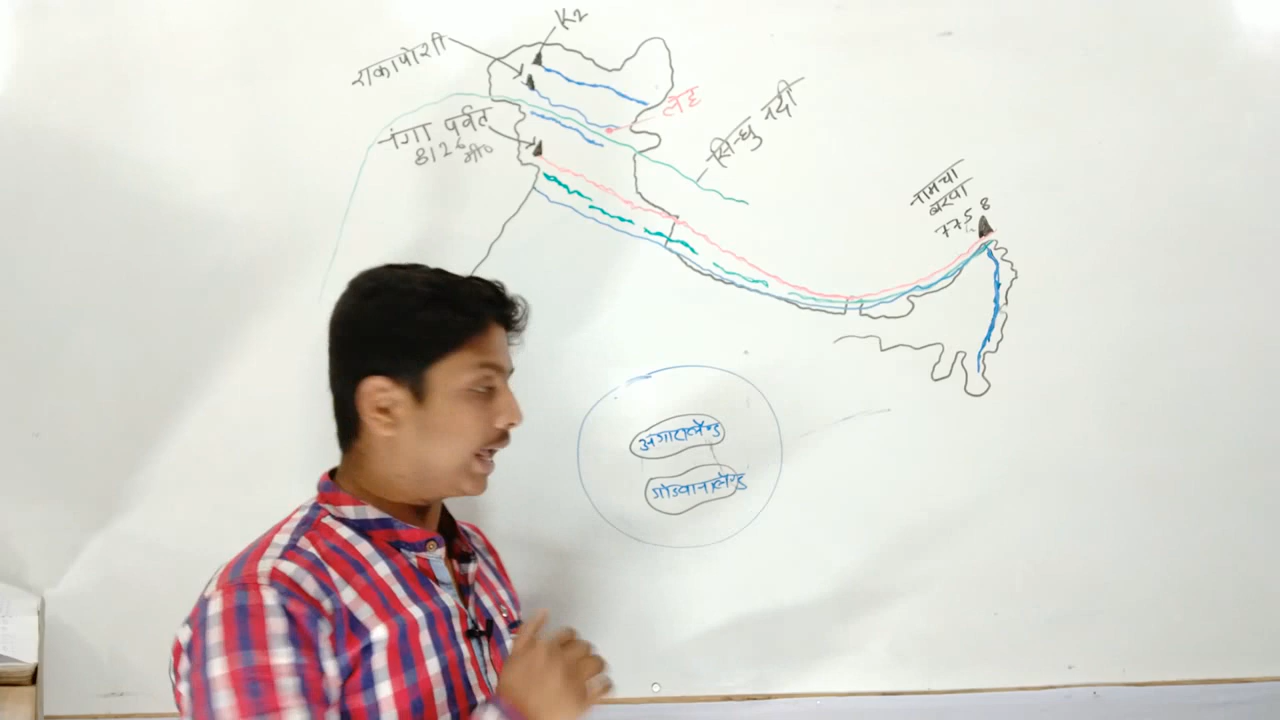 K2
राकापोशी
लेह
नंगा पर्वत
8126 मी०
सिन्धु नदी
नामचा
बरवा
7758
अंगारालैण्ड
गोंडवानालैण्ड